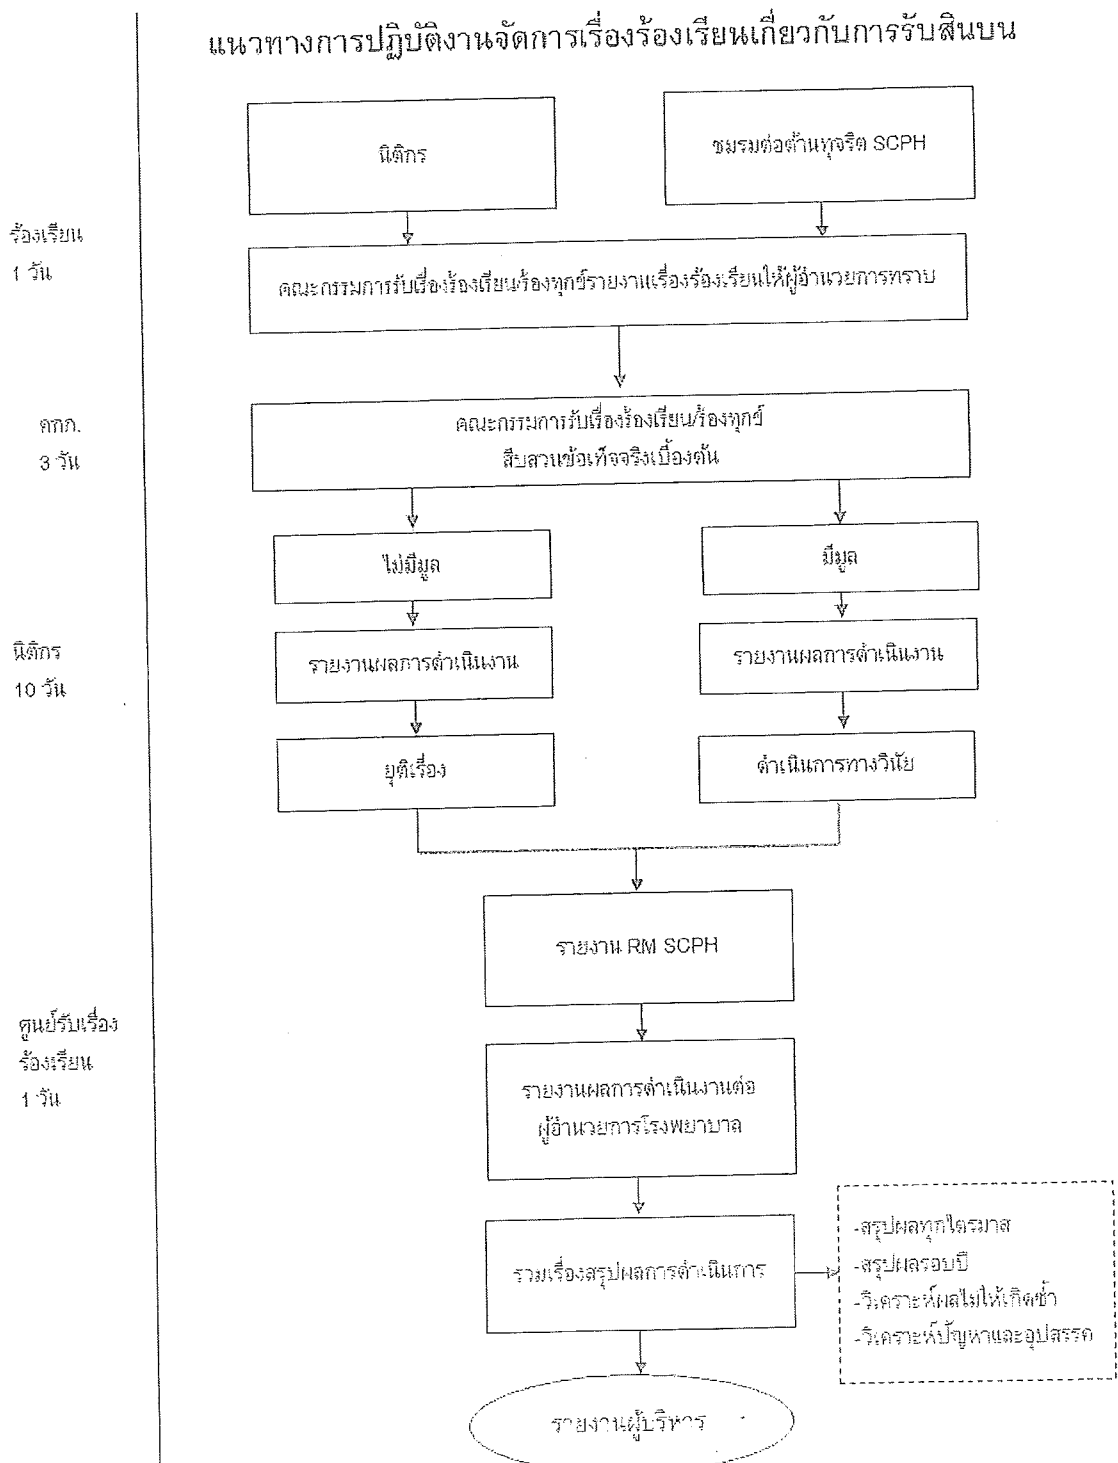 แนวทางการปฏิบัติงานจัดการเรื่องร้องเรียนเกี่ยวกับการรับสินบน
นิติกร
ชมรมต่อต้านทุจริต SCPH
ร้องเรียน
1 วัน
คณะกรรมการรับเรื่องร้องเรียน/ร้องทุกข์รายงานเรื่องร้องเรียนให้ผู้อำนวยการทราบ
คกก.
3 วัน
คณะกรรมการรับเรื่องร้องเรียน/ร้องทุกข์
สืบสวนข้อเท็จจริงเบื้องต้น
ไม่มีมูล
มีมูล
นิติกร
10 วัน
รายงานผลการดำเนินงาน
รายงานผลการดำเนินงาน
ยุติเรื่อง
ดำเนินการทางวินัย
รายงาน RM SCPH
ศูนย์รับเรื่อง
ร้องเรียน
1 วัน
รายงานผลการดำเนินงานต่อ
ผู้อำนวยการโรงพยาบาล
รวมเรื่องสรุปผลการดำเนินการ
-สรุปผลทุกไตรมาส
-สรุปผลรอบปี
-วิเคราะห์ผลไม่ให้เกิดซ้ำ
-วิเคราะห์ปัญหาและอุปสรรค
รายงานผู้บริหาร